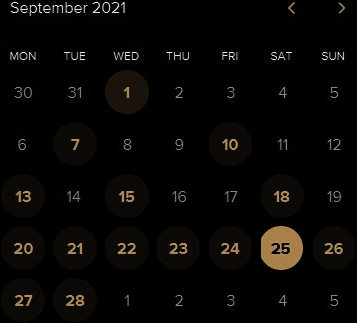 September 2021
MON TUE WED THU FRI SAT SUN
30 31 1 2 3 4 5
6 7 8 9 10 11 12
13 14 15 16 17 18 19
20 21 22 23 24 25 26
27 28 1 2 3 4 5